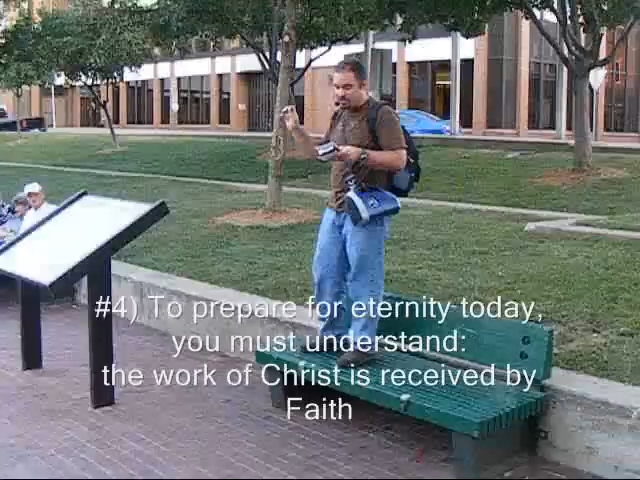 #4) To prepare for eternity today,
you must understand:
the work of Christ is received by
Faith